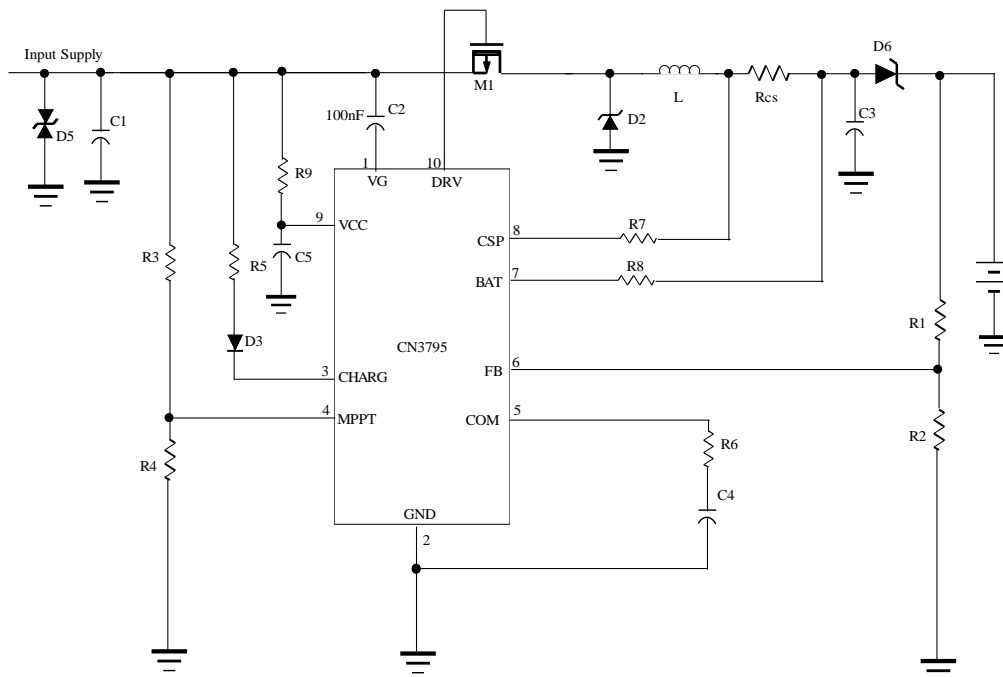 Input Supply
D6
M1
L
Rcs
D5
C1
100nF
C2
D2
C3
1
VG
10
DRV
R9
9
VCC
CSP
8
R7
R3
R5
C5
BAT
7
R8
R1
D3
CN3795
3
CHARG
FB
6
4
MPPT
COM
5
R2
R4
R6
C4
GND
2